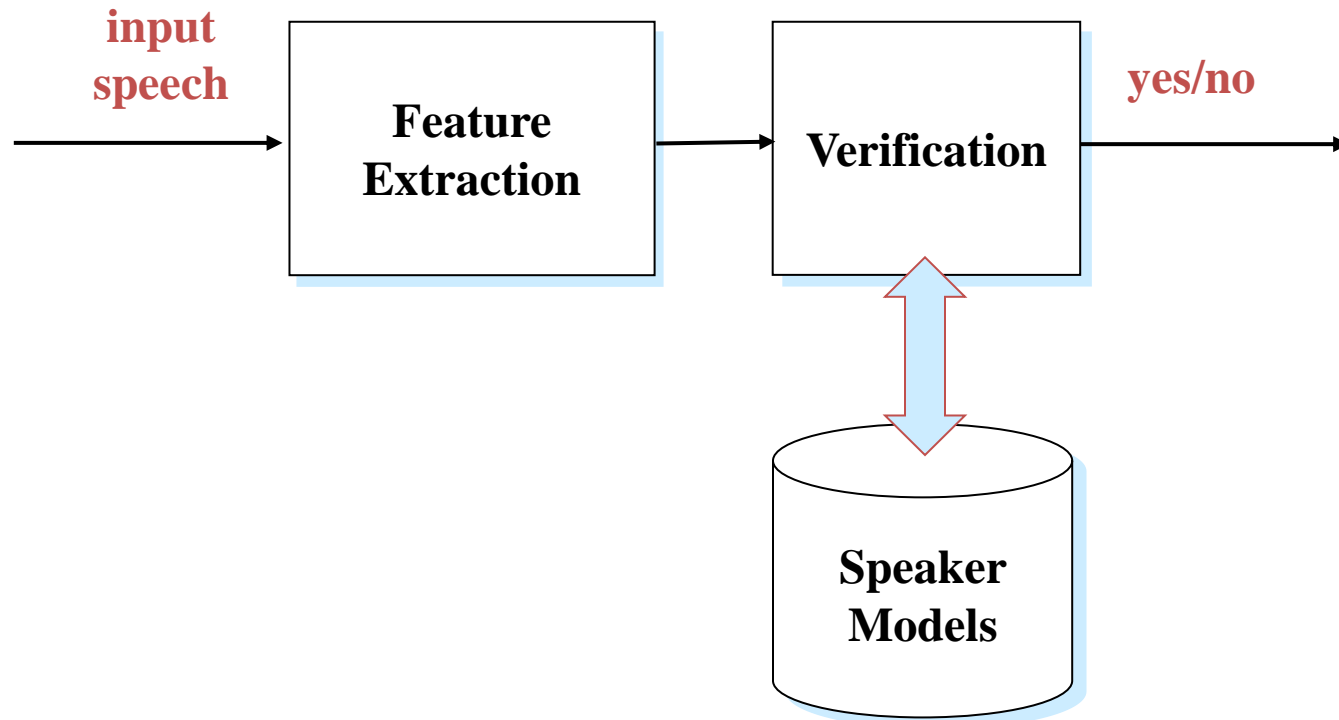 input
speech
Feature
Extraction
Verification
yes/no
Speaker
Models